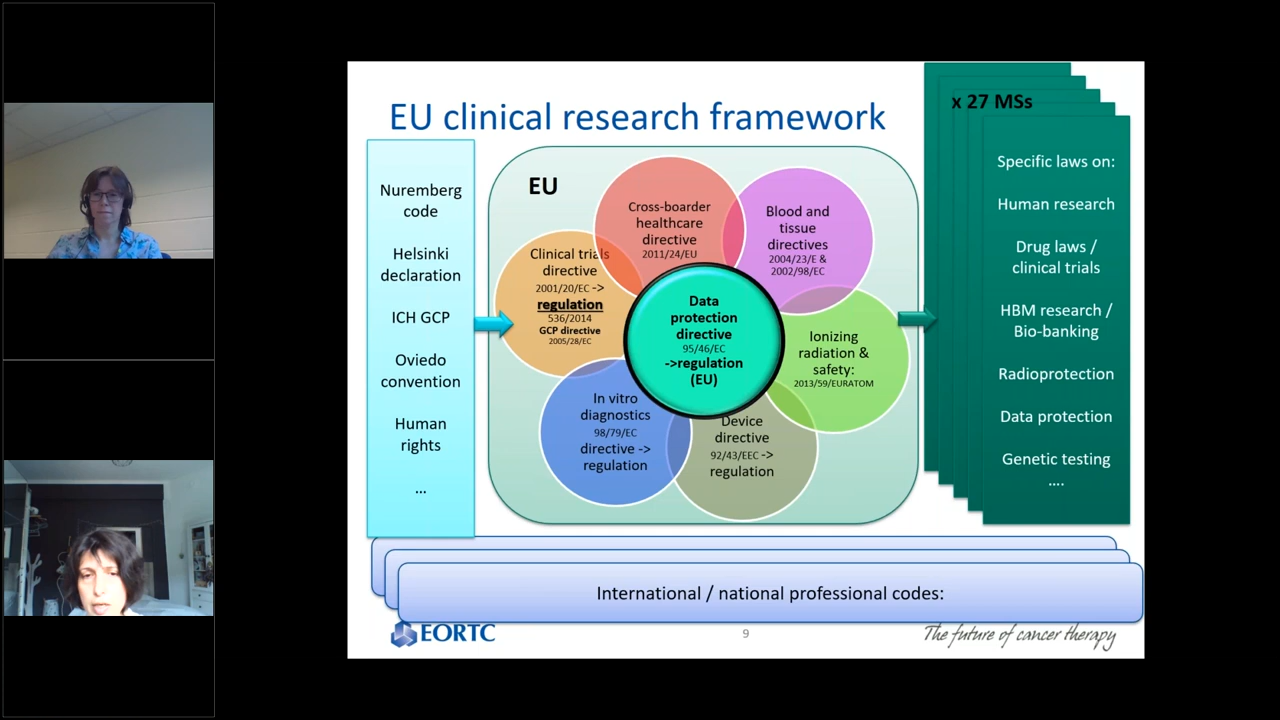 EU clinical research framework
x 27 MSs
Nuremberg
code
Helsinki
declaration
ICH GCP
Oviedo
convention
Human
rights
...
EU
Cross-boarder
healthcare
directive
2011/24/EU
Blood and
tissue
directives
2004/23/E &
2002/98/EC
Clinical trials
directive
2001/20/EC ->
regulation
536/2014
GCP directive
2005/28/EC
Data
protection
directive
95/46/EC
->regulation
(EU)
Ionizing
radiation &
safety:
2013/59/EURATOM
In vitro
diagnostics
98/79/EC
directive ->
regulation
Device
directive
92/43/EEC ->
regulation
Specific laws on:
Human research
Drug laws /
clinical trials
HBM research /
Bio-banking
Radioprotection
Data protection
Genetic testing
....
International / national professional codes:
EORTC
9
The future of cancer therapy